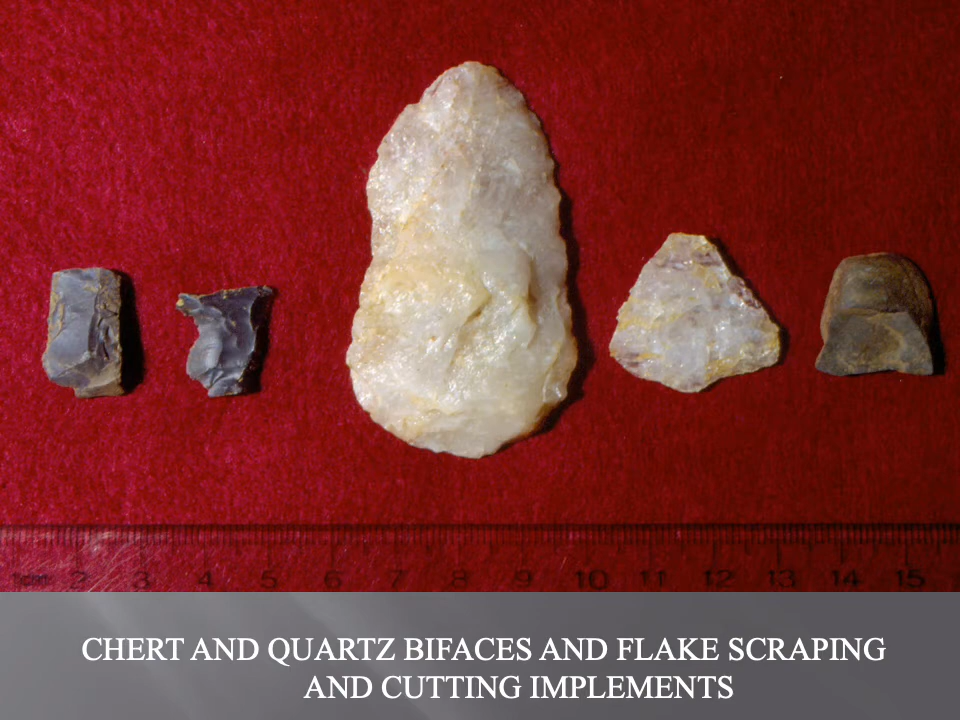 1cm 2 3 4 5 6 7 8 9 10 11 12 13 14 15
CHERT AND QUARTZ BIFACES AND FLAKE SCRAPING
AND CUTTING IMPLEMENTS